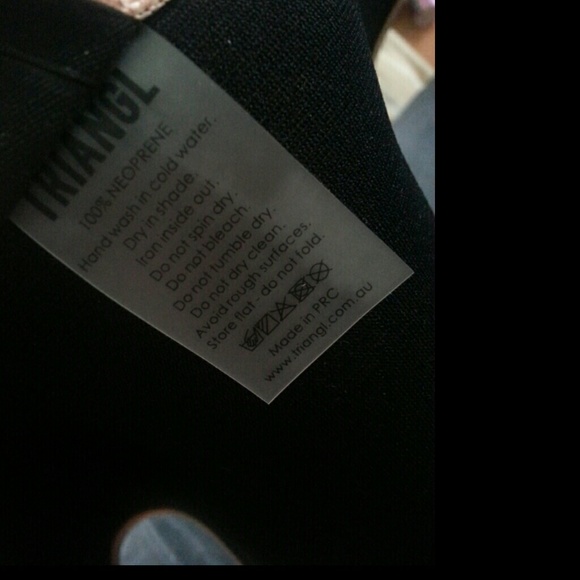 TRIANGL
100% NEOPRENE
Hand wash in cold water.
Dry in shade.
Iron inside out.
Do not spin dry.
Do not bleach.
Do not tumble dry.
Do not dry clean.
Avoid rough surfaces.
Store flat - do not fold.
Made in PRC
www.triangl.com.au